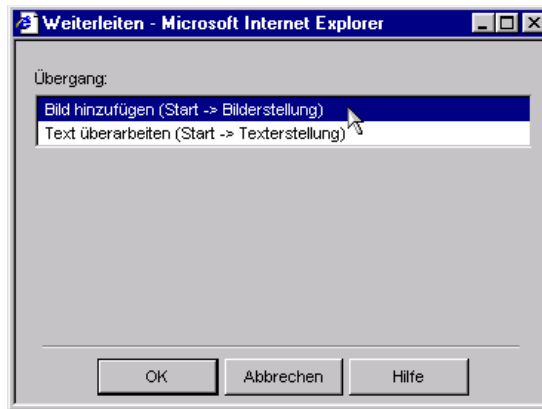 Weiterleiten - Microsoft Internet Explorer
Übergang:
Bild hinzufügen (Start -> Bilderstellung)
Text überarbeiten (Start -> Texterstellung)
OK Abbrechen Hilfe